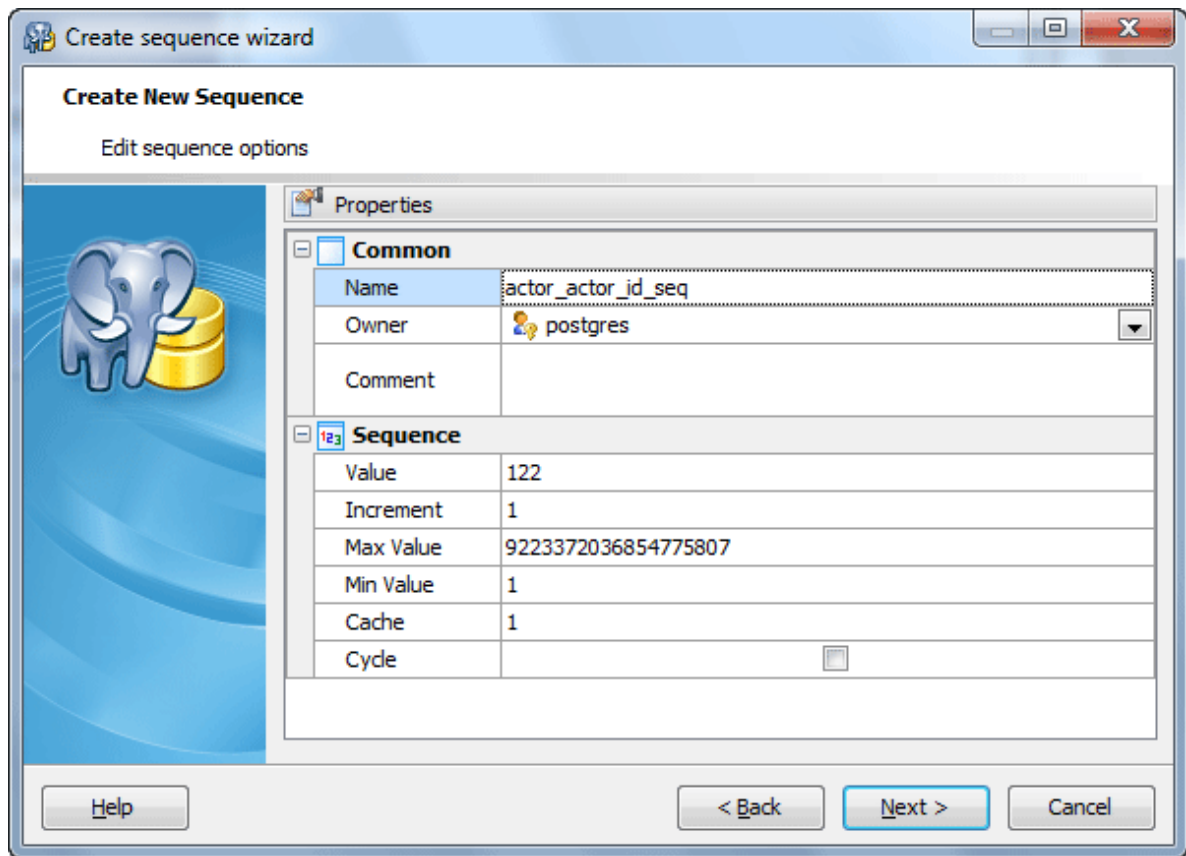 Create sequence wizard
Create New Sequence
Edit sequence options
Properties
Common
Name actor_actor_id_seq
Owner postgres
Comment
123 Sequence
Value 122
Increment 1
Max Value 9223372036854775807
Min Value 1
Cache 1
Cycle
Help < Back Next > Cancel